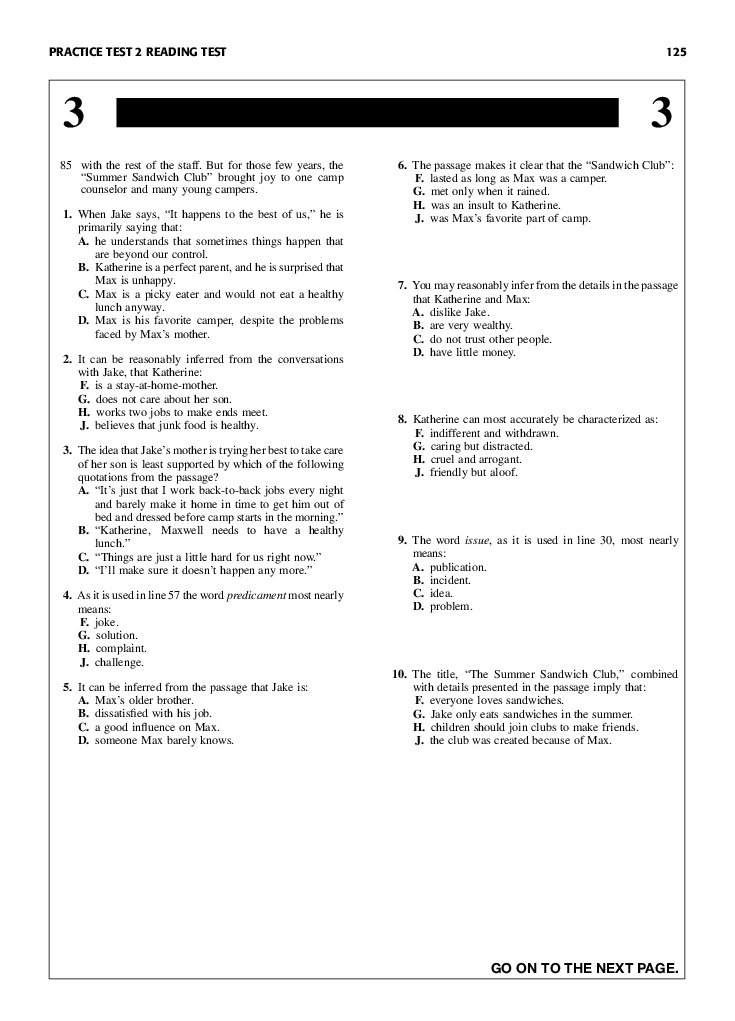 PRACTICE TEST 2 READING TEST 125
3 3
85 with the rest of the staff. But for those few years, the
“Summer Sandwich Club” brought joy to one camp
counselor and many young campers.
1. When Jake says, “It happens to the best of us,” he is
primarily saying that:
A. he understands that sometimes things happen that
are beyond our control.
B. Katherine is a perfect parent, and he is surprised that
Max is unhappy.
C. Max is a picky eater and would not eat a healthy
lunch anyway.
D. Max is his favorite camper, despite the problems
faced by Max’s mother.
2. It can be reasonably inferred from the conversations
with Jake, that Katherine:
F. is a stay-at-home-mother.
G. does not care about her son.
H. works two jobs to make ends meet.
J. believes that junk food is healthy.
3. The idea that Jake’s mother is trying her best to take care
of her son is least supported by which of the following
quotations from the passage?
A. “It’s just that I work back-to-back jobs every night
and barely make it home in time to get him out of
bed and dressed before camp starts in the morning.”
B. “Katherine, Maxwell needs to have a healthy
lunch.”
C. “Things are just a little hard for us right now.”
D. “I’ll make sure it doesn’t happen any more.”
4. As it is used in line 57 the word predicament most nearly
means:
F. joke.
G. solution.
H. complaint.
J. challenge.
5. It can be inferred from the passage that Jake is:
A. Max’s older brother.
B. dissatisfied with his job.
C. a good influence on Max.
D. someone Max barely knows.
6. The passage makes it clear that the “Sandwich Club”:
F. lasted as long as Max was a camper.
G. met only when it rained.
H. was an insult to Katherine.
J. was Max’s favorite part of camp.
7. You may reasonably infer from the details in the passage
that Katherine and Max:
A. dislike Jake.
B. are very wealthy.
C. do not trust other people.
D. have little money.
8. Katherine can most accurately be characterized as:
F. indifferent and withdrawn.
G. caring but distracted.
H. cruel and arrogant.
J. friendly but aloof.
9. The word issue, as it is used in line 30, most nearly
means:
A. publication.
B. incident.
C. idea.
D. problem.
10. The title, “The Summer Sandwich Club,” combined
with details presented in the passage imply that:
F. everyone loves sandwiches.
G. Jake only eats sandwiches in the summer.
H. children should join clubs to make friends.
J. the club was created because of Max.
GO ON TO THE NEXT PAGE.